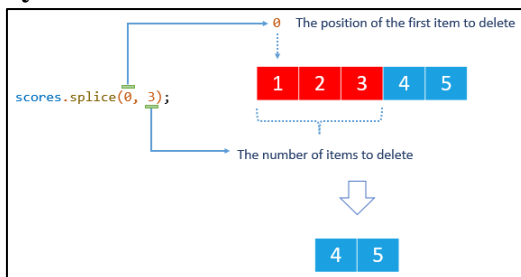 0 The position of the first item to delete
1 2 3 4 5
scores.splice(0, 3);
The number of items to delete
4 5